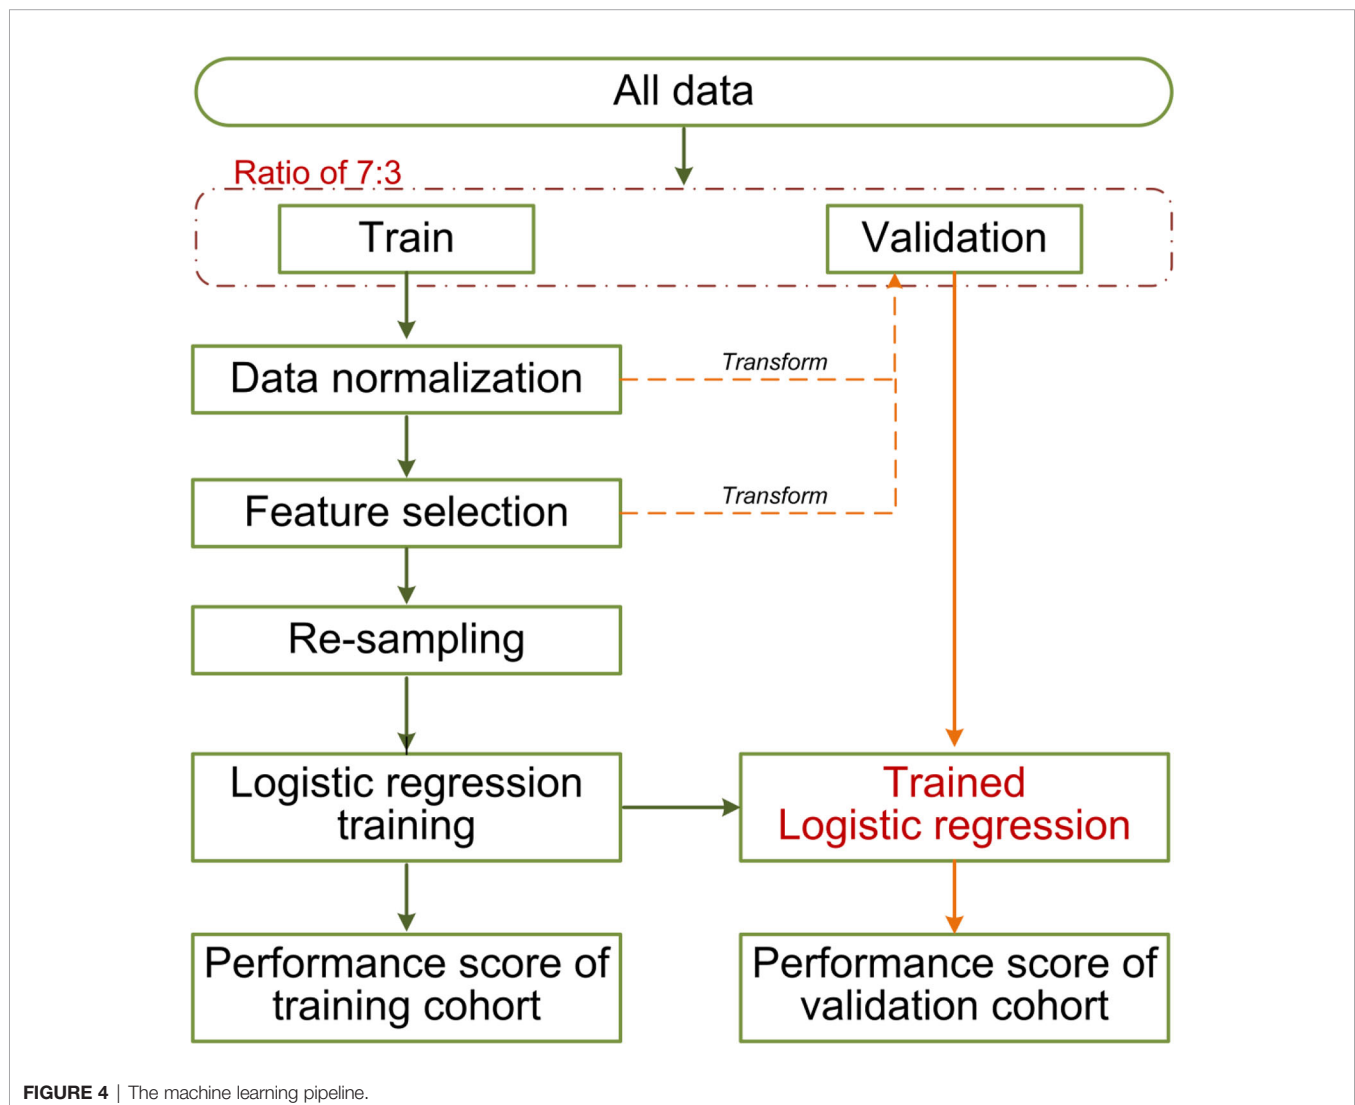 All data
Ratio of 7:3
Train
Validation
Data normalization
Transform
Feature selection
Transform
Re-sampling
Logistic regression
training
Trained
Logistic regression
Performance score of
training cohort
Performance score of
validation cohort
FIGURE 4 | The machine learning pipeline.